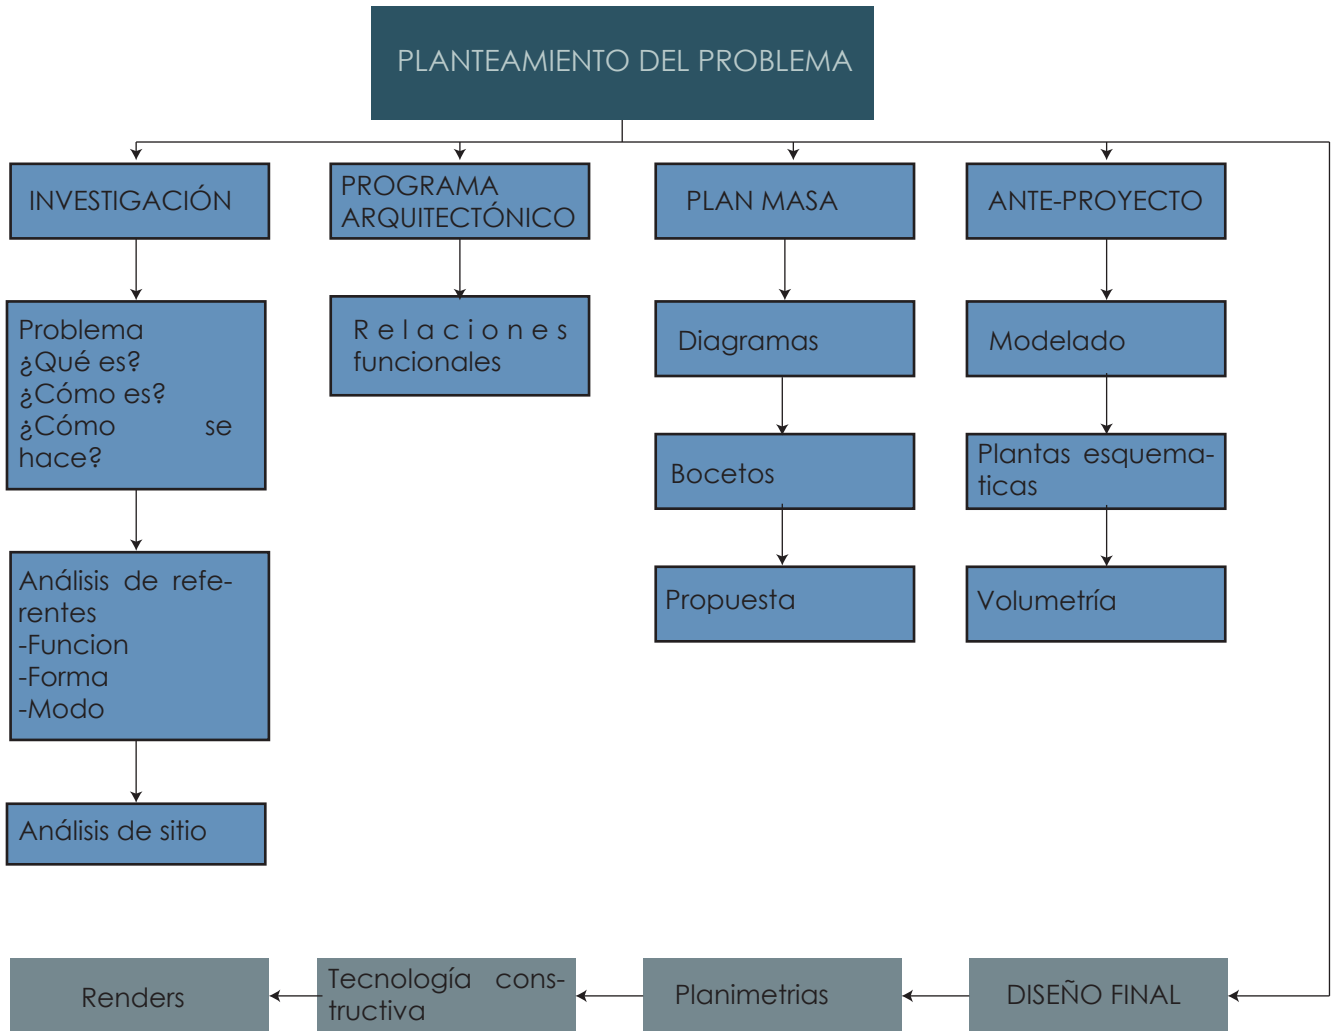 PLANTEAMIENTO DEL PROBLEMA
INVESTIGACIÓN
Problema
¿Qué es?
¿Cómo es?
¿Cómo se
hace?
Análisis de refe-
rentes
-Funcion
-Forma
-Modo
Análisis de sitio
PROGRAMA
ARQUITECTÓNICO
Relaciones
funcionales
PLAN MASA
Diagramas
Bocetos
Propuesta
ANTE-PROYECTO
Modelado
Plantas esquema-
ticas
Volumetría
DISEÑO FINAL
Planimetrias
Tecnología cons-
tructiva
Renders